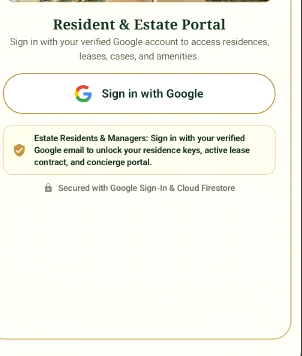 Resident & Estate Portal
Sign in with your verified Google account to access residences,
leases, cases, and amenities.
Sign in with Google
Estate Residents & Managers: Sign in with your verified
Google email to unlock your residence keys, active lease
contract, and concierge portal.
Secured with Google Sign-In & Cloud Firestore